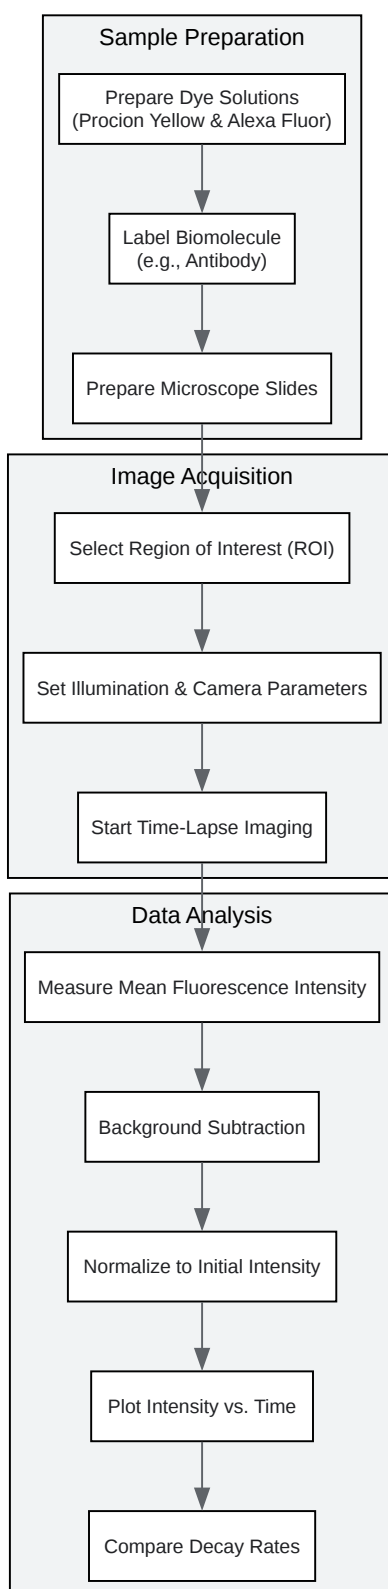 Sample Preparation
Prepare Dye Solutions
(Procion Yellow & Alexa Fluor)
Label Biomolecule
(e.g., Antibody)
Prepare Microscope Slides
Image Acquisition
Select Region of Interest (ROI)
Set Illumination & Camera Parameters
Start Time-Lapse Imaging
Data Analysis
Measure Mean Fluorescence Intensity
Background Subtraction
Normalize to Initial Intensity
Plot Intensity vs. Time
Compare Decay Rates